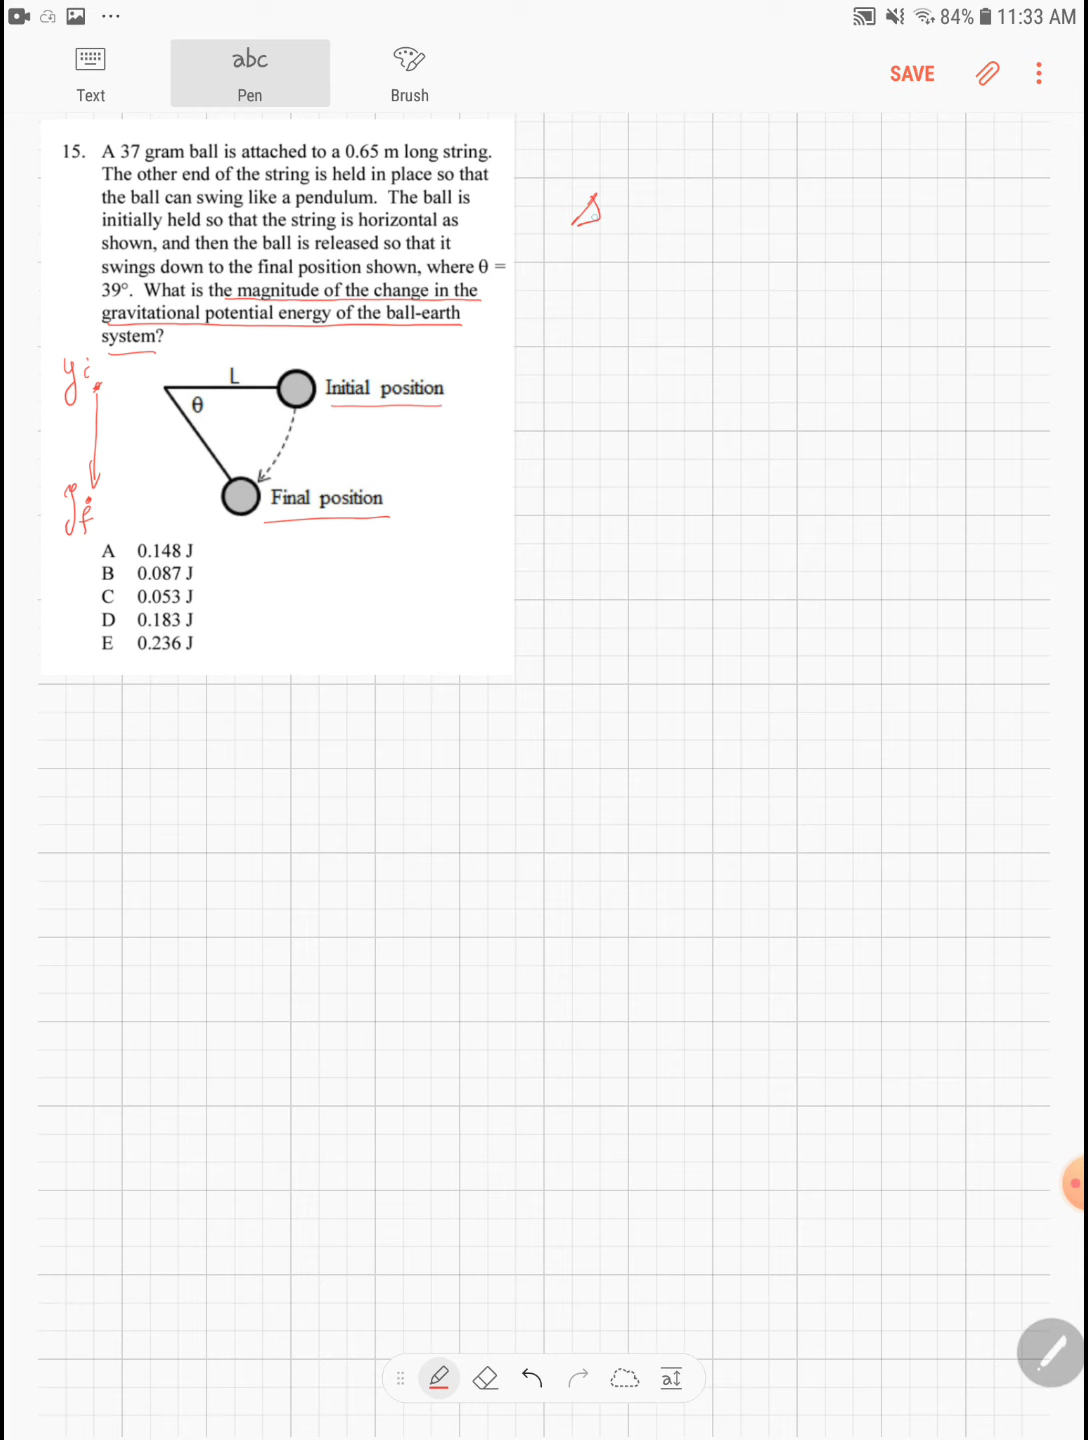 84% 11:33 AM
Text
abc
Pen
Brush
SAVE
15. A 37 gram ball is attached to a 0.65 m long string.
The other end of the string is held in place so that
the ball can swing like a pendulum. The ball is
initially held so that the string is horizontal as
shown, and then the ball is released so that it
swings down to the final position shown, where θ =
39°. What is the magnitude of the change in the
gravitational potential energy of the ball-earth
system?
Δ
yi
L
Initial position
θ
yf
Final position
A 0.148 J
B 0.087 J
C 0.053 J
D 0.183 J
E 0.236 J
a